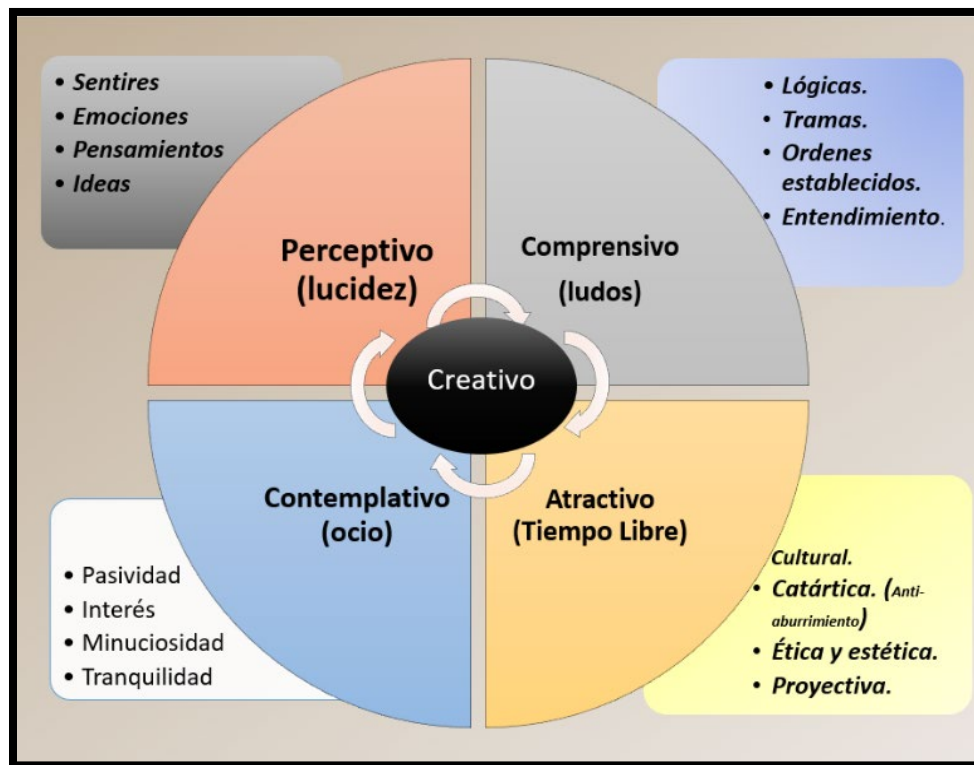 • Sentires
• Emociones
• Pensamientos
• Ideas
• Lógicas.
• Tramas.
• Ordenes
establecidos.
• Entendimiento.
Perceptivo
(lucidez)
Comprensivo
(ludos)
Creativo
Contemplativo
(ocio)
Atractivo
(Tiempo Libre)
• Pasividad
• Interés
• Minuciosidad
• Tranquilidad
Cultural.
• Catártica. (Anti-
aburrimiento)
• Ética y estética.
• Proyectiva.